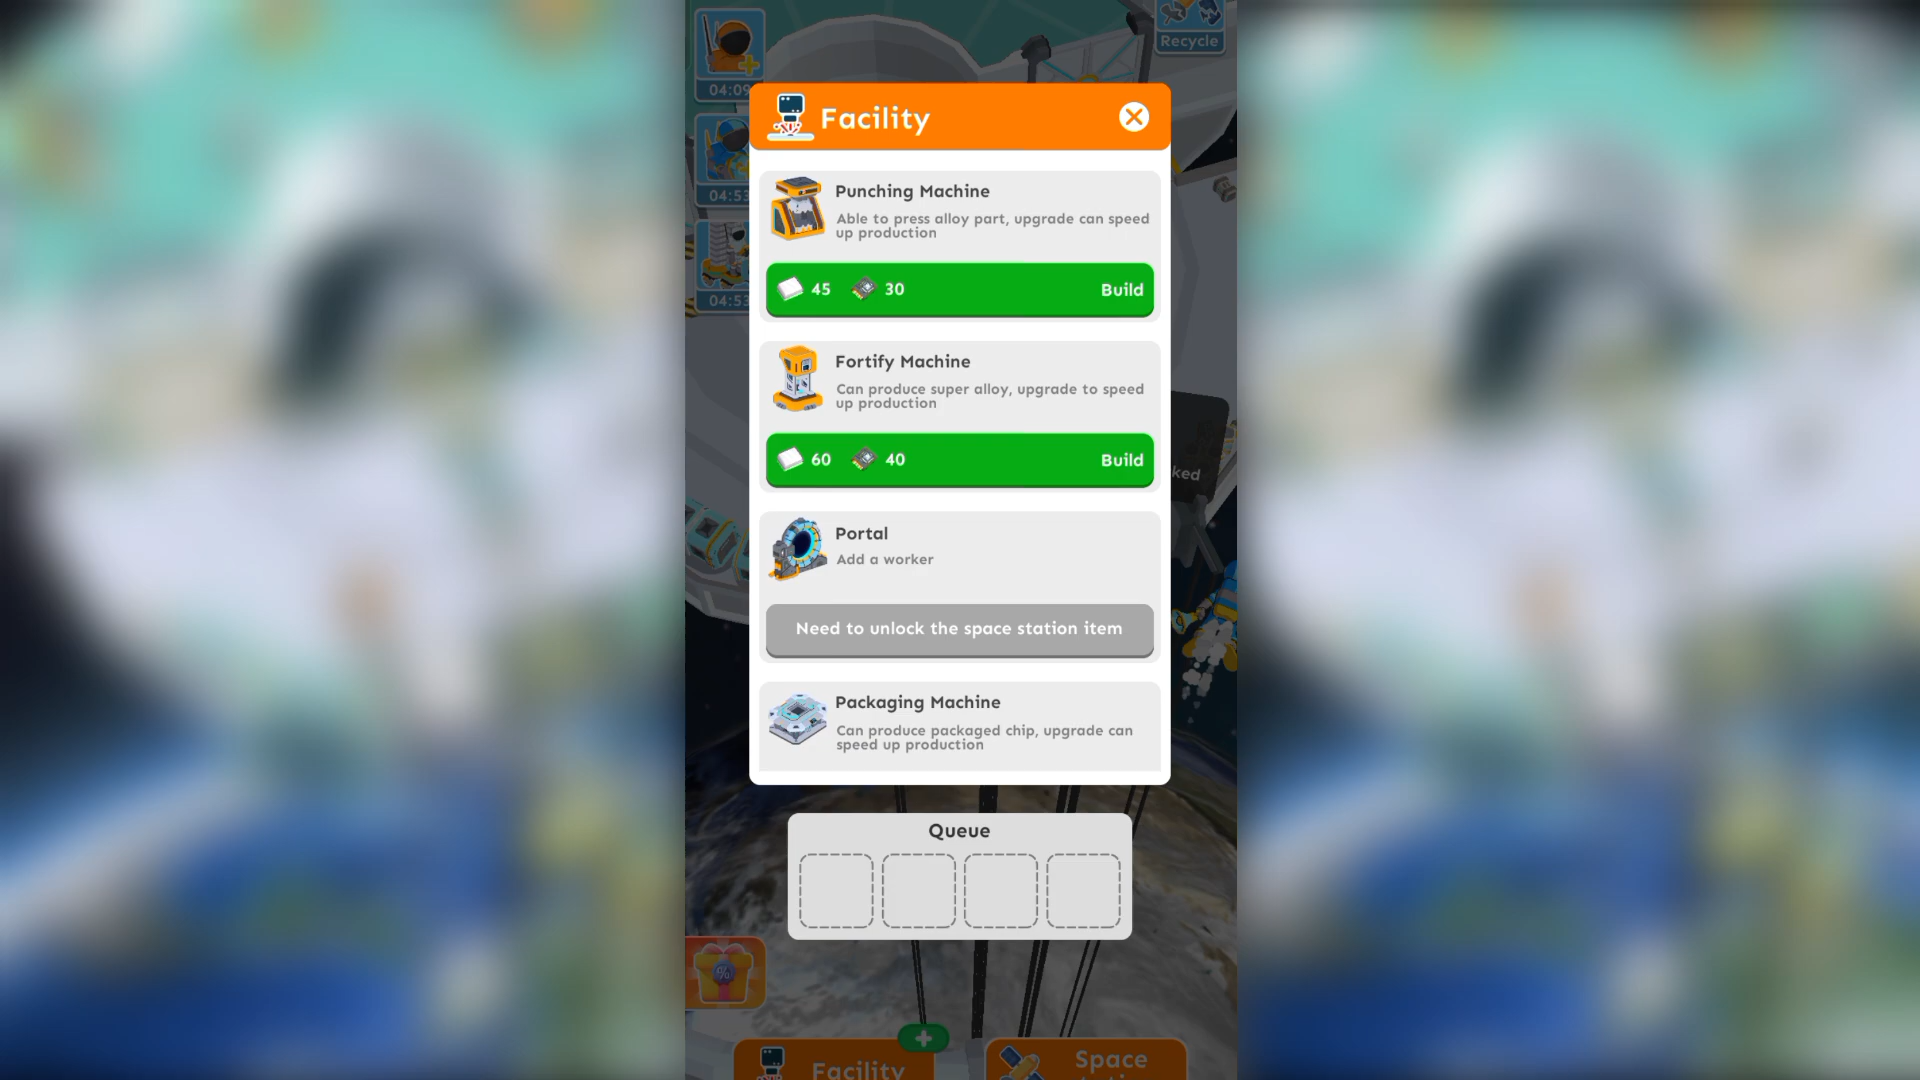 Recycle
04:09
Facility
04:53
Punching Machine
Able to press alloy part, upgrade can speed
up production
45 30 Build
04:53
Fortify Machine
Can produce super alloy, upgrade to speed
up production
60 40 Build
ked
Portal
Add a worker
Need to unlock the space station item
Packaging Machine
Can produce packaged chip, upgrade can
speed up production
Queue
%
Facility
Space